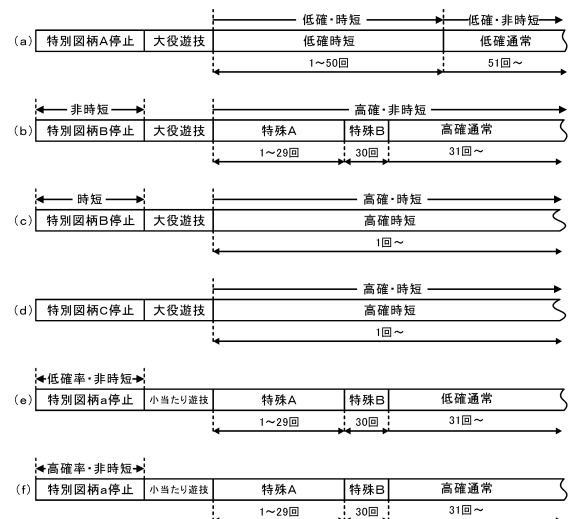 低確・時短 低確・非時短
(a) 特別図柄A停止 大役遊技 低確時短 低確通常
1～50回 51回～
非時短 高確・非時短
(b) 特別図柄B停止 大役遊技 特殊A 特殊B 高確通常
1～29回 30回 31回～
時短 高確・時短
(c) 特別図柄B停止 大役遊技 高確時短
1回～
高確・時短
(d) 特別図柄C停止 大役遊技 高確時短
1回～
低確率・非時短
(e) 特別図柄a停止 小当たり遊技 特殊A 特殊B 低確通常
1～29回 30回 31回～
高確率・非時短
(f) 特別図柄a停止 小当たり遊技 特殊A 特殊B 高確通常
1～29回 30回 31回～